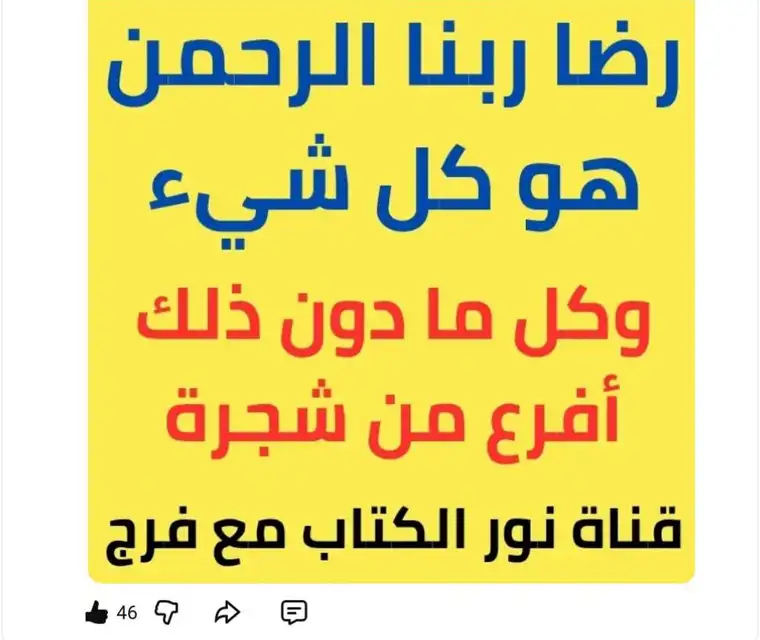 رضا ربنا الرحمن
هو كل شيء
وكل ما دون ذلك
أفرع من شجرة
قناة نور الكتاب مع فرج
46